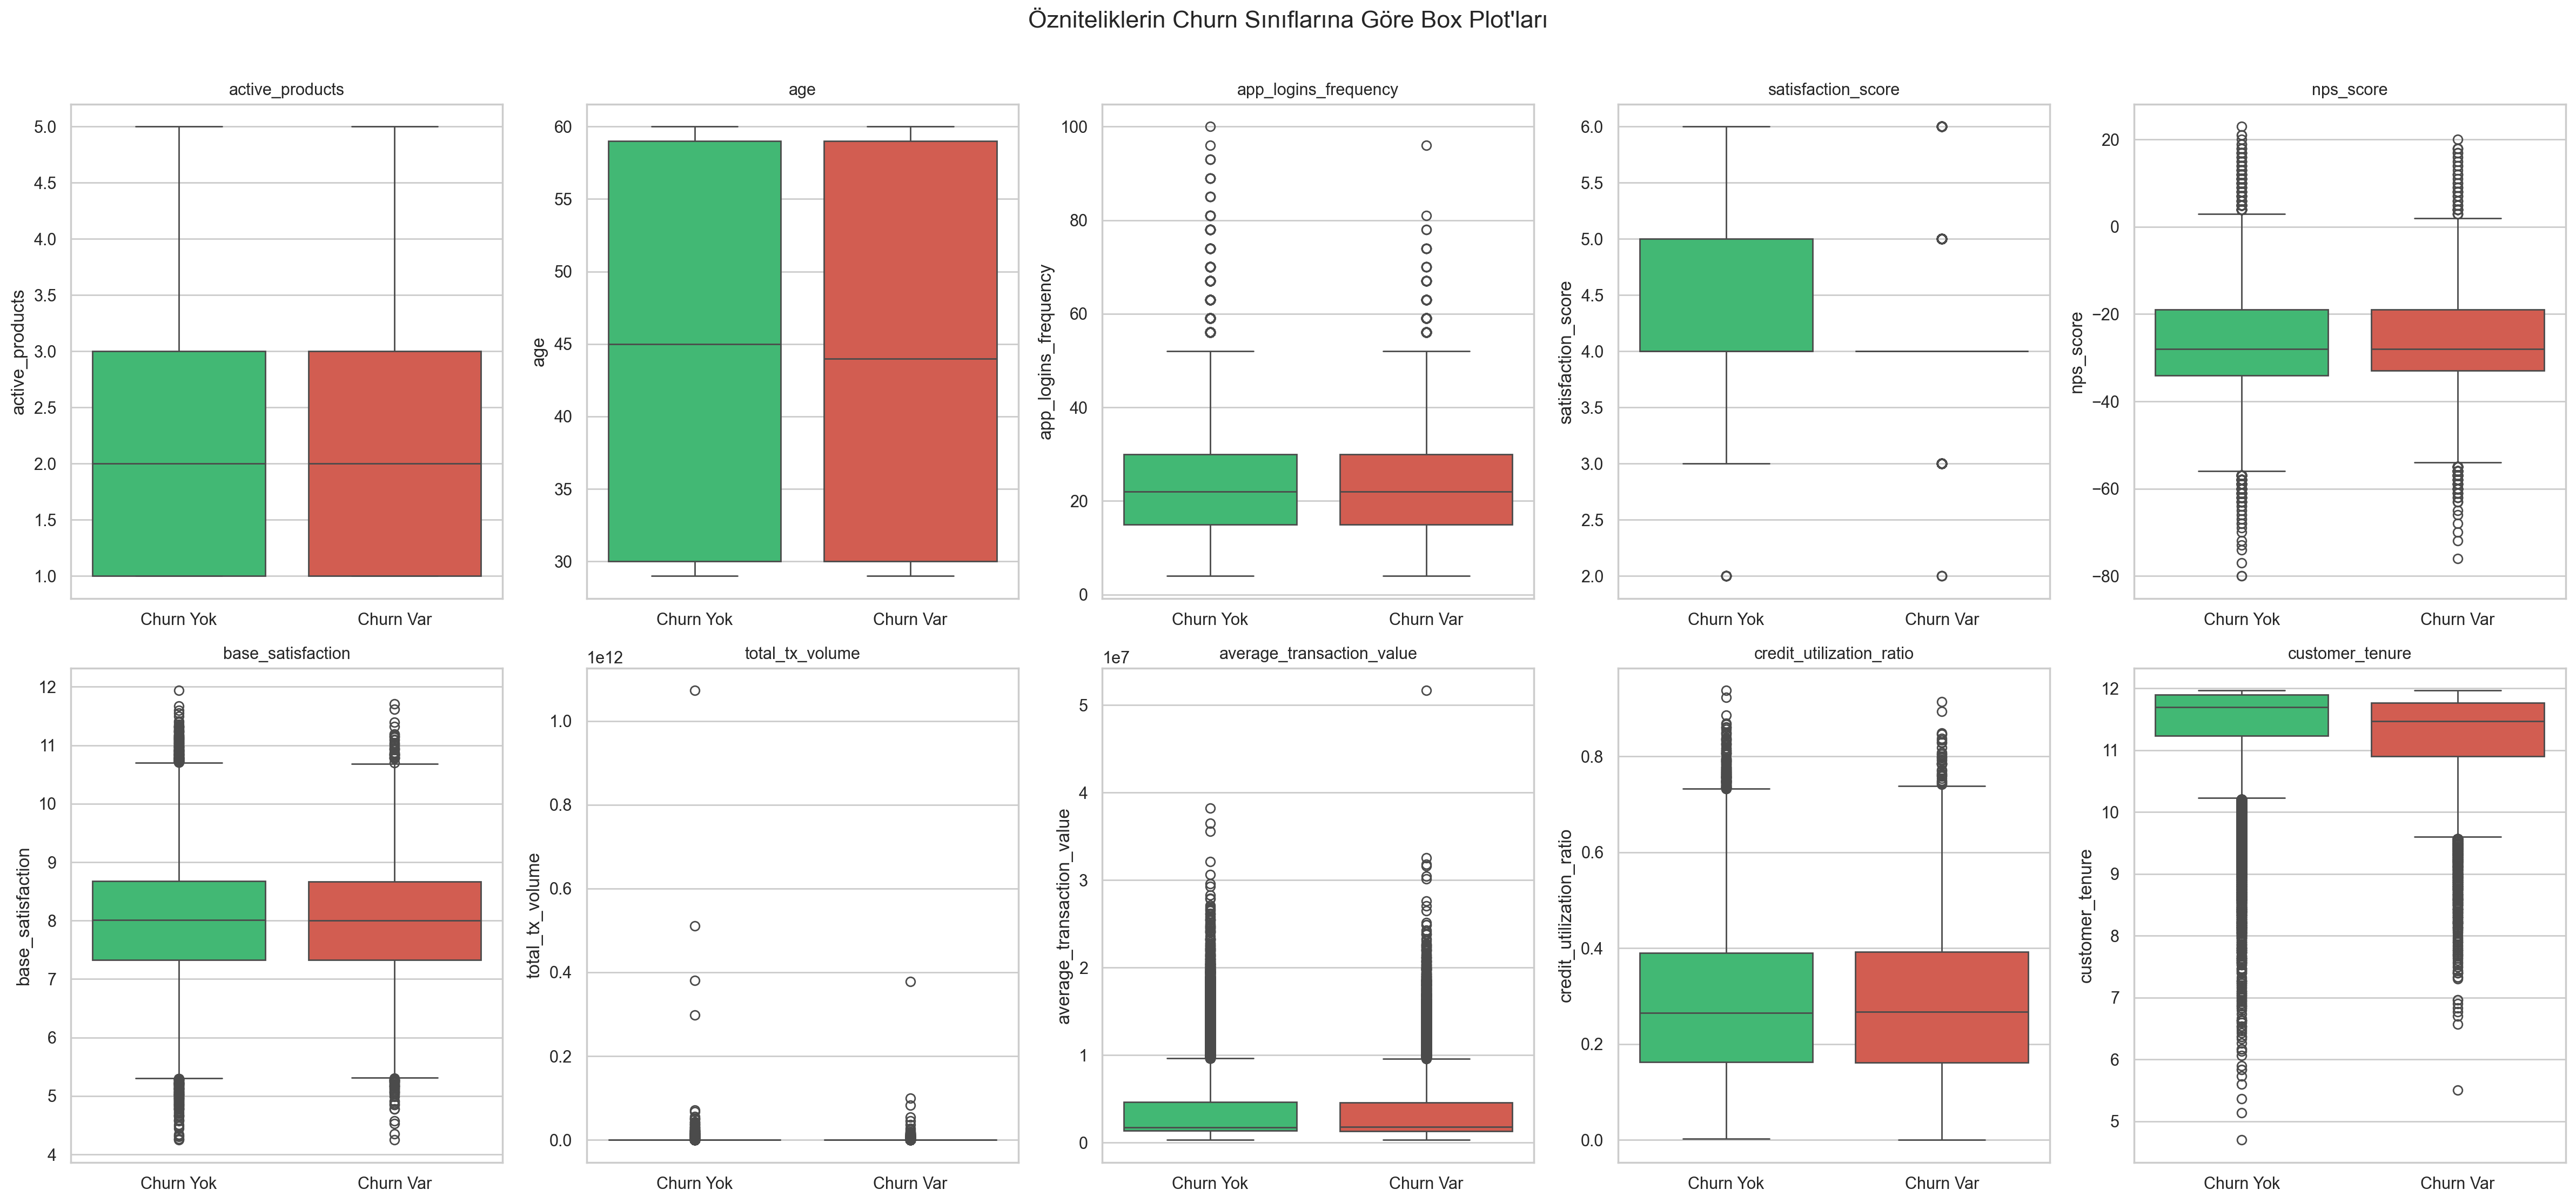 Özniteliklerin Churn Sınıflarına Göre Box Plot'ları
active_products
active_products
5.0
4.5
4.0
3.5
3.0
2.5
2.0
1.5
1.0
Churn Yok
Churn Var
age
age
60
55
50
45
40
35
30
Churn Yok
Churn Var
app_logins_frequency
app_logins_frequency
100
80
60
40
20
0
Churn Yok
Churn Var
satisfaction_score
satisfaction_score
6.0
5.5
5.0
4.5
4.0
3.5
3.0
2.5
2.0
Churn Yok
Churn Var
nps_score
nps_score
20
0
−20
−40
−60
−80
Churn Yok
Churn Var
base_satisfaction
base_satisfaction
12
11
10
9
8
7
6
5
4
Churn Yok
Churn Var
1e12
total_tx_volume
total_tx_volume
1.0
0.8
0.6
0.4
0.2
0.0
Churn Yok
Churn Var
1e7
average_transaction_value
average_transaction_value
5
4
3
2
1
0
Churn Yok
Churn Var
credit_utilization_ratio
credit_utilization_ratio
0.8
0.6
0.4
0.2
0.0
Churn Yok
Churn Var
customer_tenure
customer_tenure
12
11
10
9
8
7
6
5
Churn Yok
Churn Var